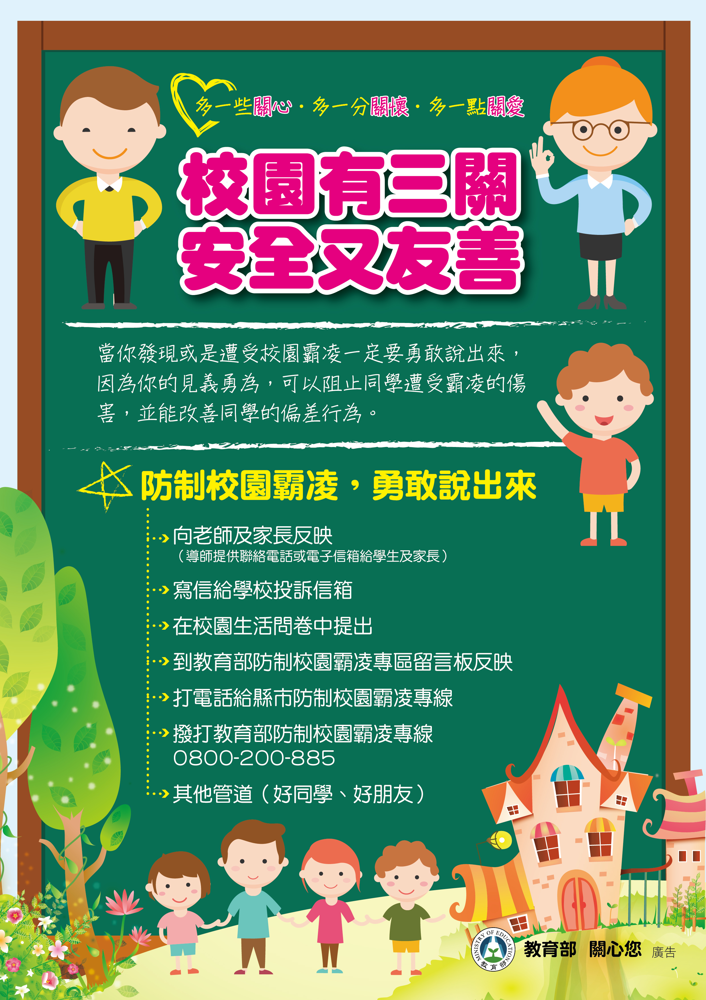 多一些關心・多一分關懷・多一點關愛
校園有三關
安全又友善
當你發現或是遭受校園霸凌一定要勇敢說出來，
因為你的見義勇為，可以阻止同學遭受霸凌的傷
害，並能改善同學的偏差行為。
防制校園霸凌，勇敢說出來
向老師及家長反映
（導師提供聯絡電話或電子信箱給學生及家長）
寫信給學校投訴信箱
在校園生活問卷中提出
到教育部防制校園霸凌專區留言板反映
打電話給縣市防制校園霸凌專線
撥打教育部防制校園霸凌專線
0800-200-885
其他管道（好同學、好朋友）
MINISTRY OF EDUCATION
教育部
教育部 關心您 廣告